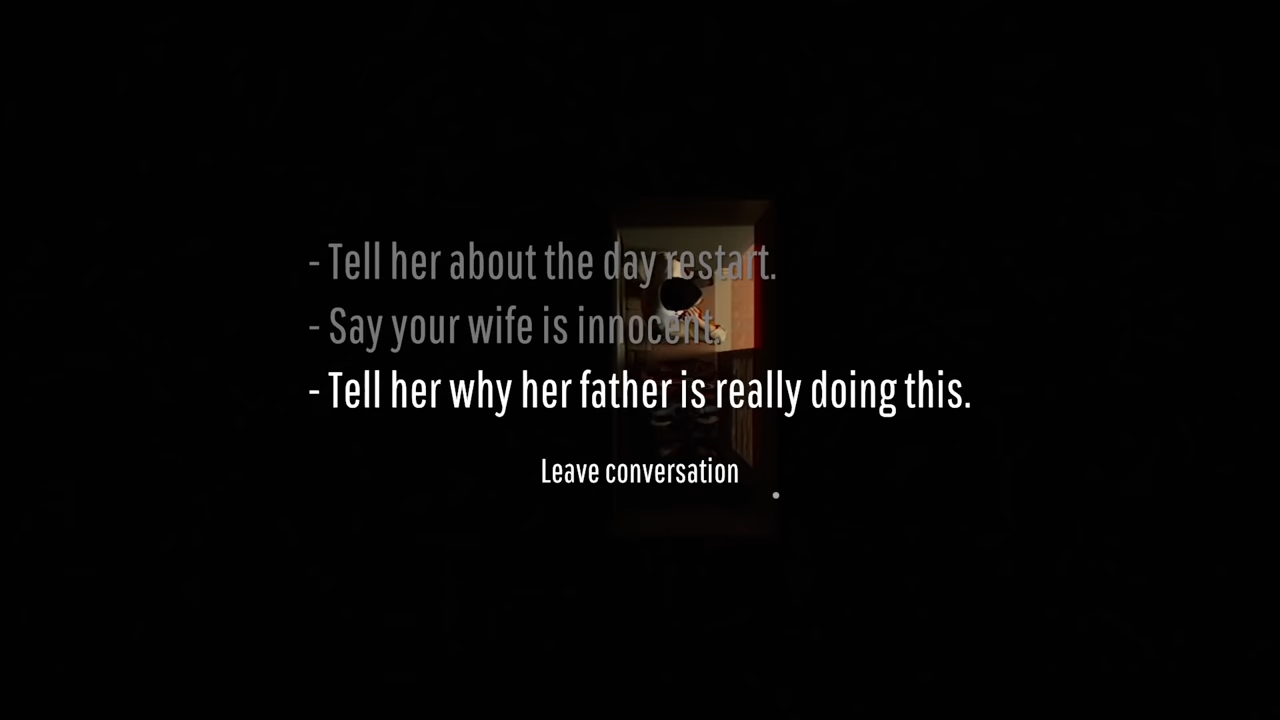 - Tell her about the day restart.
- Say your wife is innocent.
- Tell her why her father is really doing this.
Leave conversation